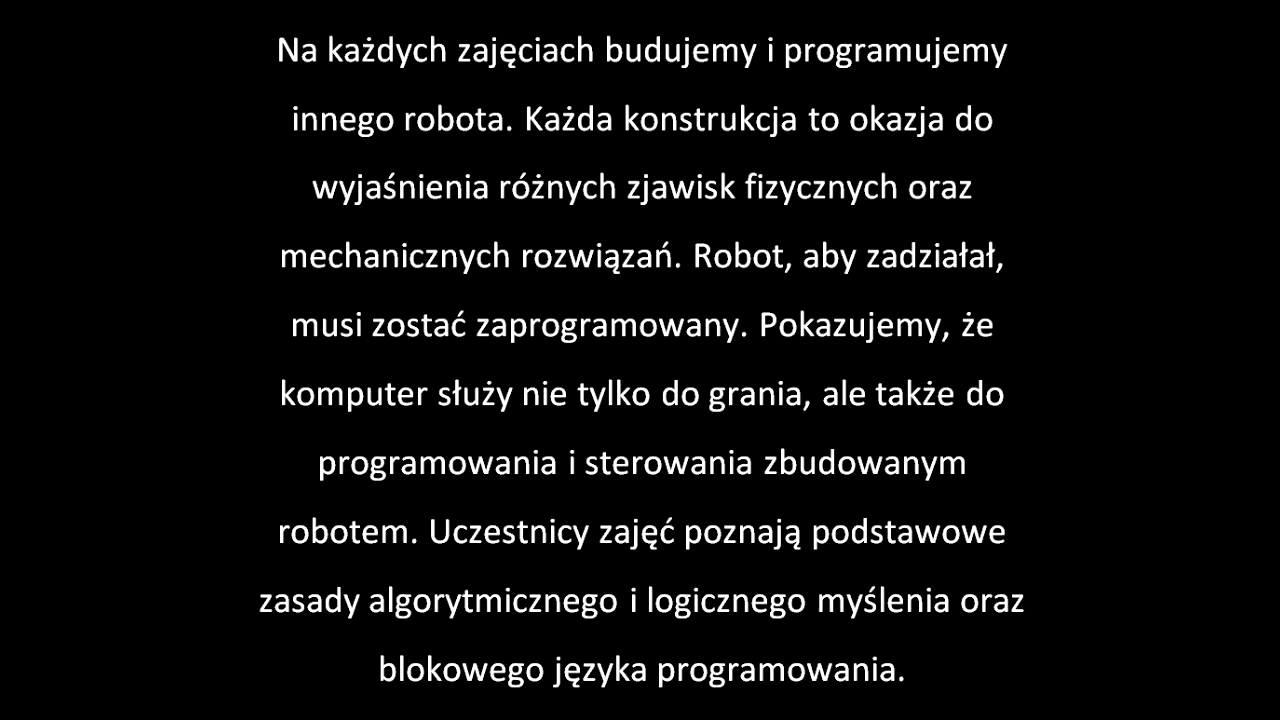 Na każdych zajęciach budujemy i programujemy
innego robota. Każda konstrukcja to okazja do
wyjaśnienia różnych zjawisk fizycznych oraz
mechanicznych rozwiązań. Robot, aby zadziałał,
musi zostać zaprogramowany. Pokazujemy, że
komputer służy nie tylko do grania, ale także do
programowania i sterowania zbudowanym
robotem. Uczestnicy zajęć poznają podstawowe
zasady algorytmicznego i logicznego myślenia oraz
blokowego języka programowania.